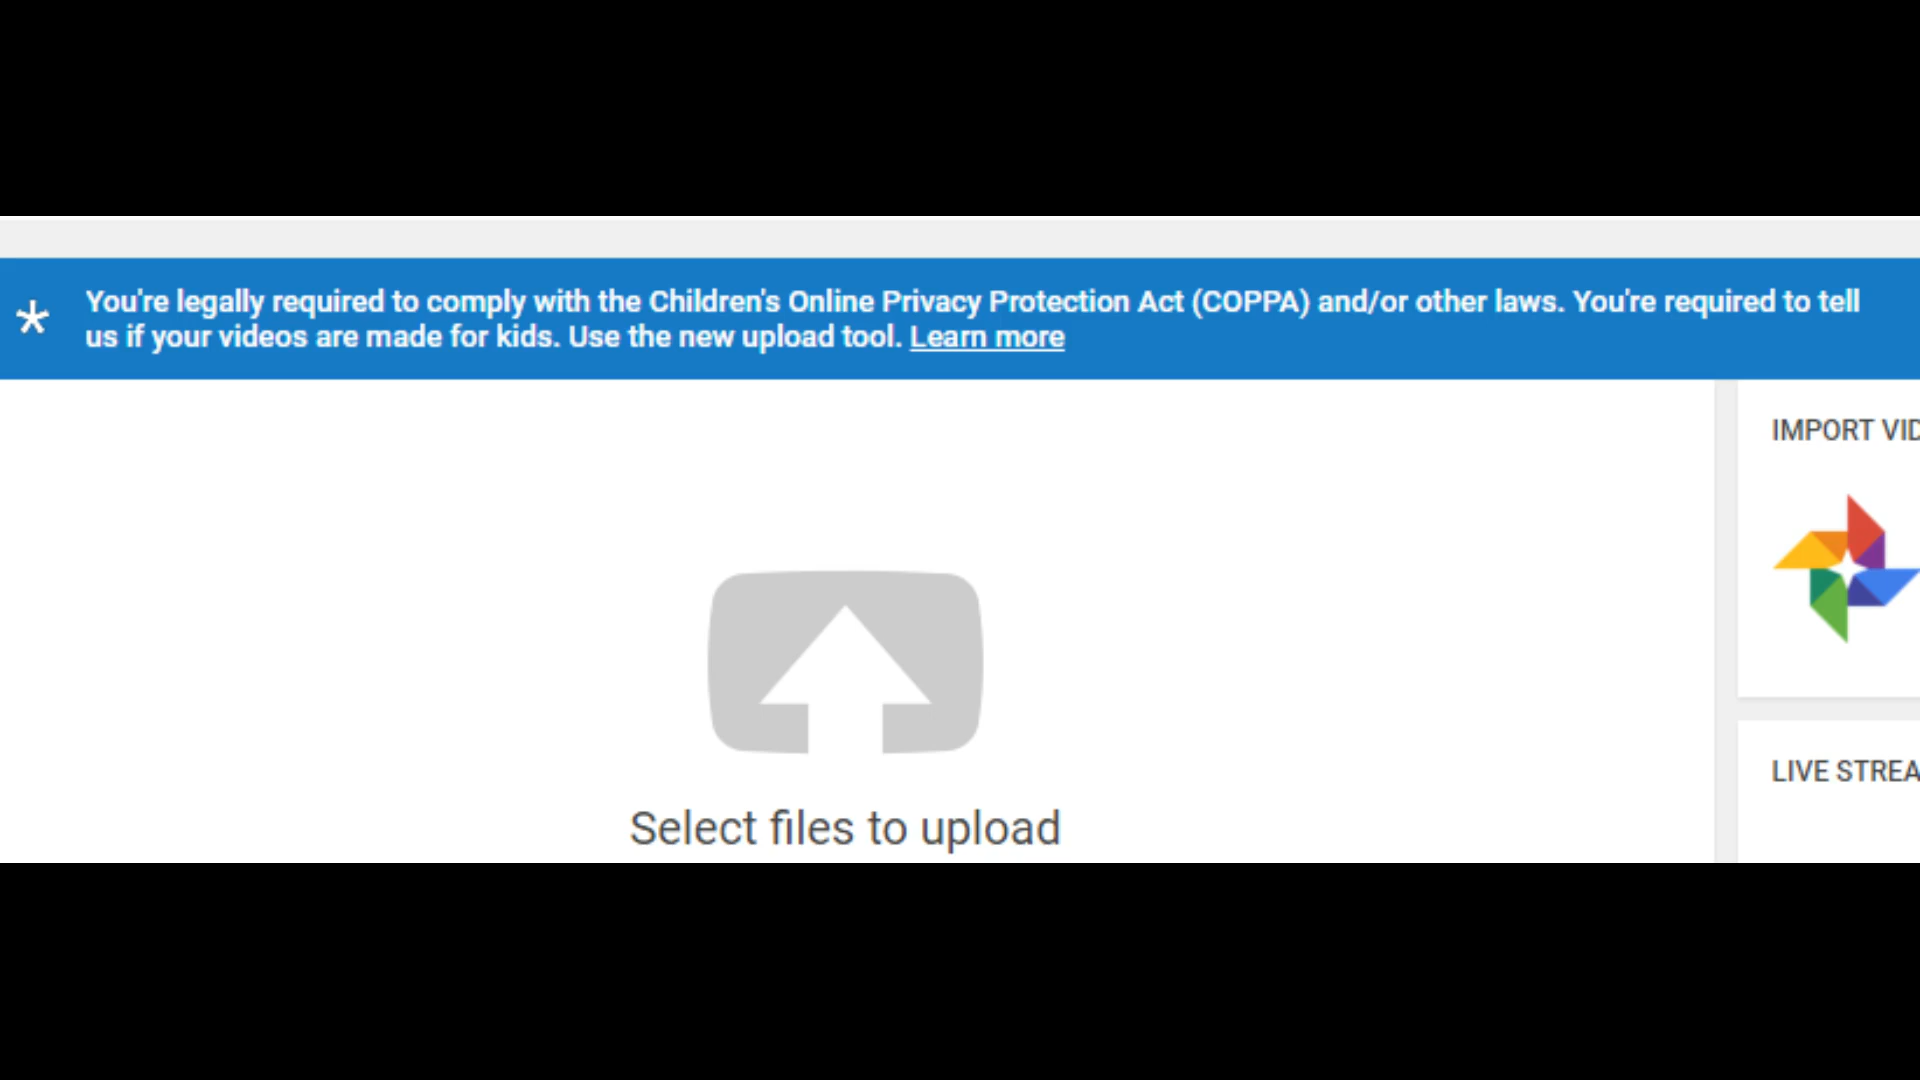 You're legally required to comply with the Children's Online Privacy Protection Act (COPPA) and/or other laws. You're required to tell
us if your videos are made for kids. Use the new upload tool. Learn more
IMPORT VID
Select files to upload
LIVE STREA